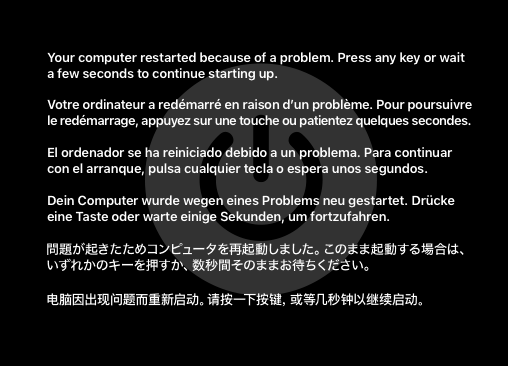 Your computer restarted because of a problem. Press any key or wait
a few seconds to continue starting up.
Votre ordinateur a redémarré en raison d’un problème. Pour poursuivre
le redémarrage, appuyez sur une touche ou patientez quelques secondes.
El ordenador se ha reiniciado debido a un problema. Para continuar
con el arranque, pulsa cualquier tecla o espera unos segundos.
Dein Computer wurde wegen eines Problems neu gestartet. Drücke
eine Taste oder warte einige Sekunden, um fortzufahren.
問題が起きたためコンピュータを再起動しました。このまま起動する場合は、
いずれかのキーを押すか、数秒間そのままお待ちください。
电脑因出现问题而重新启动。请按一下按键，或等几秒钟以继续启动。